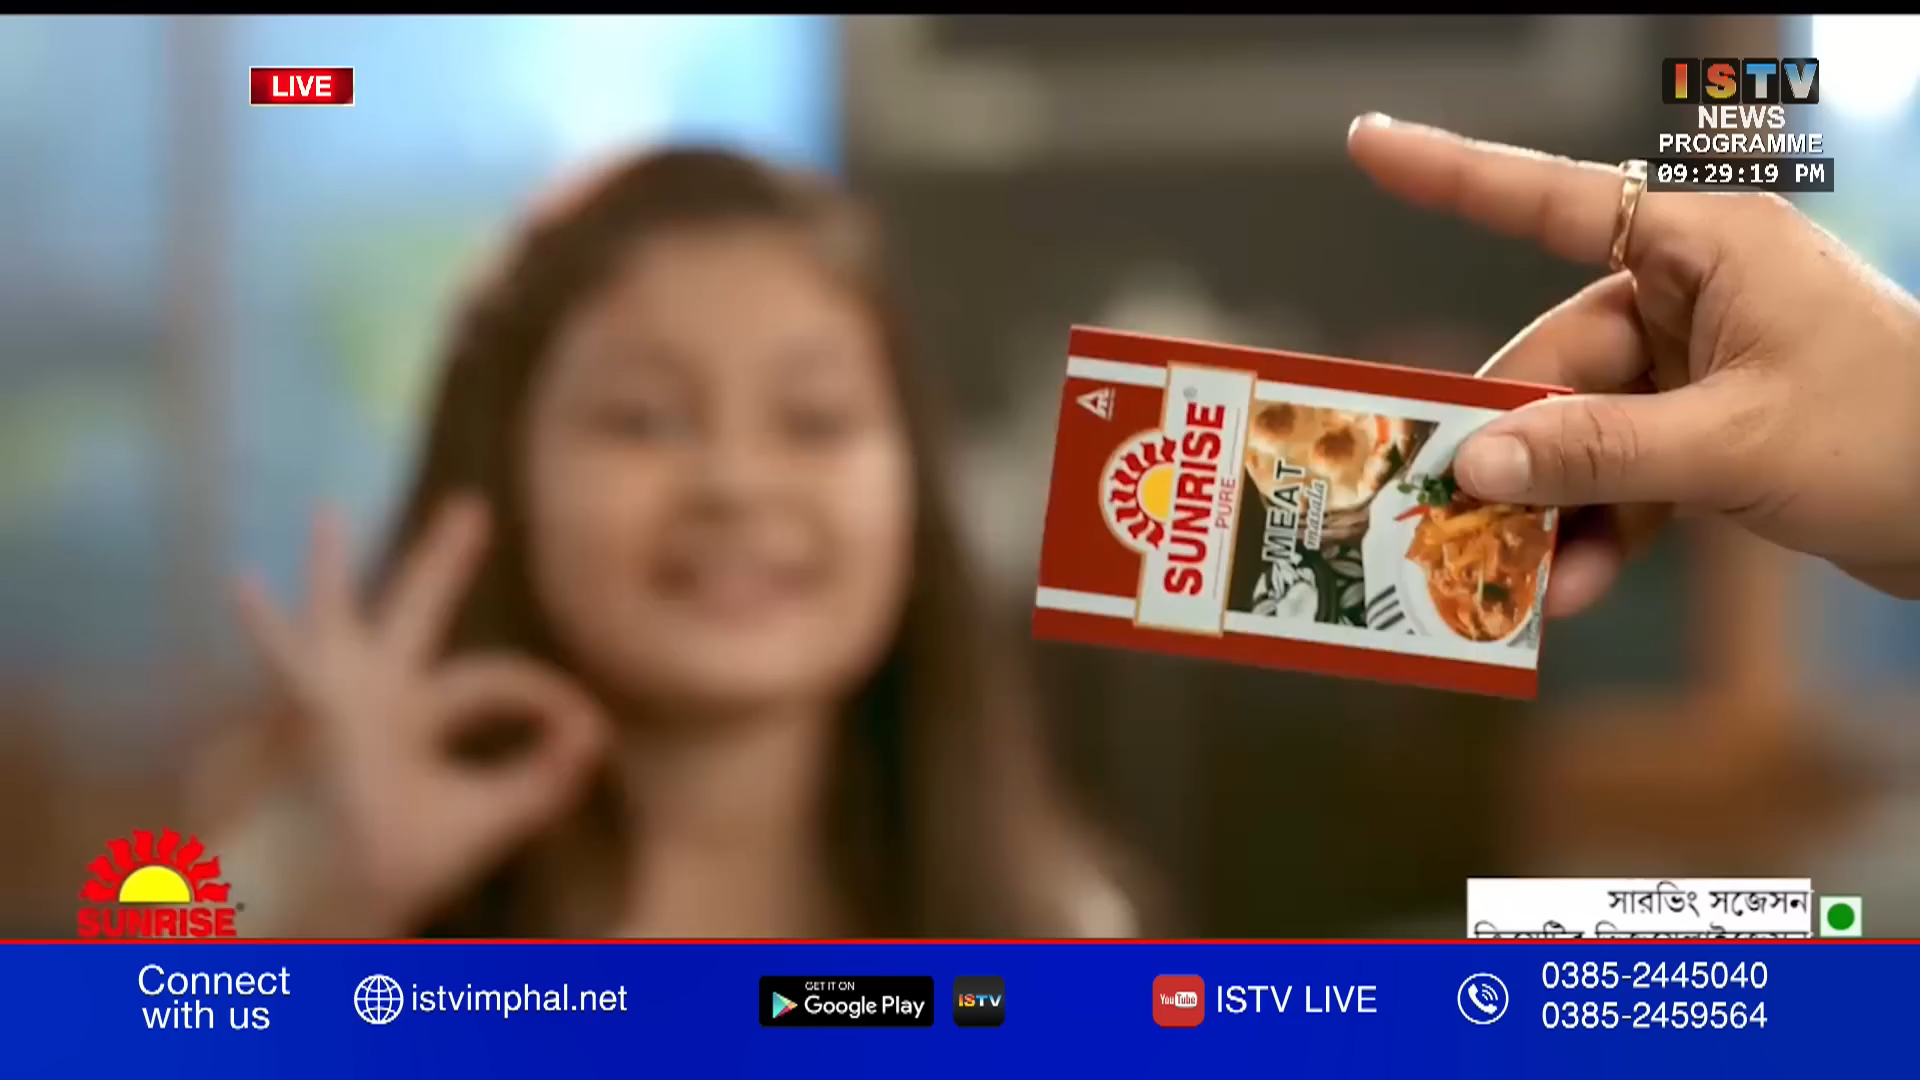 LIVE
ISTV
NEWS
PROGRAMME
09:29:19 PM
SUNRISE
PURE
MEAT
masala
SUNRISE
সারভিং সজেসন
Connect
with us
istvimphal.net
GET IT ON
Google Play
ISTV
YouTube
ISTV LIVE
0385-2445040
0385-2459564